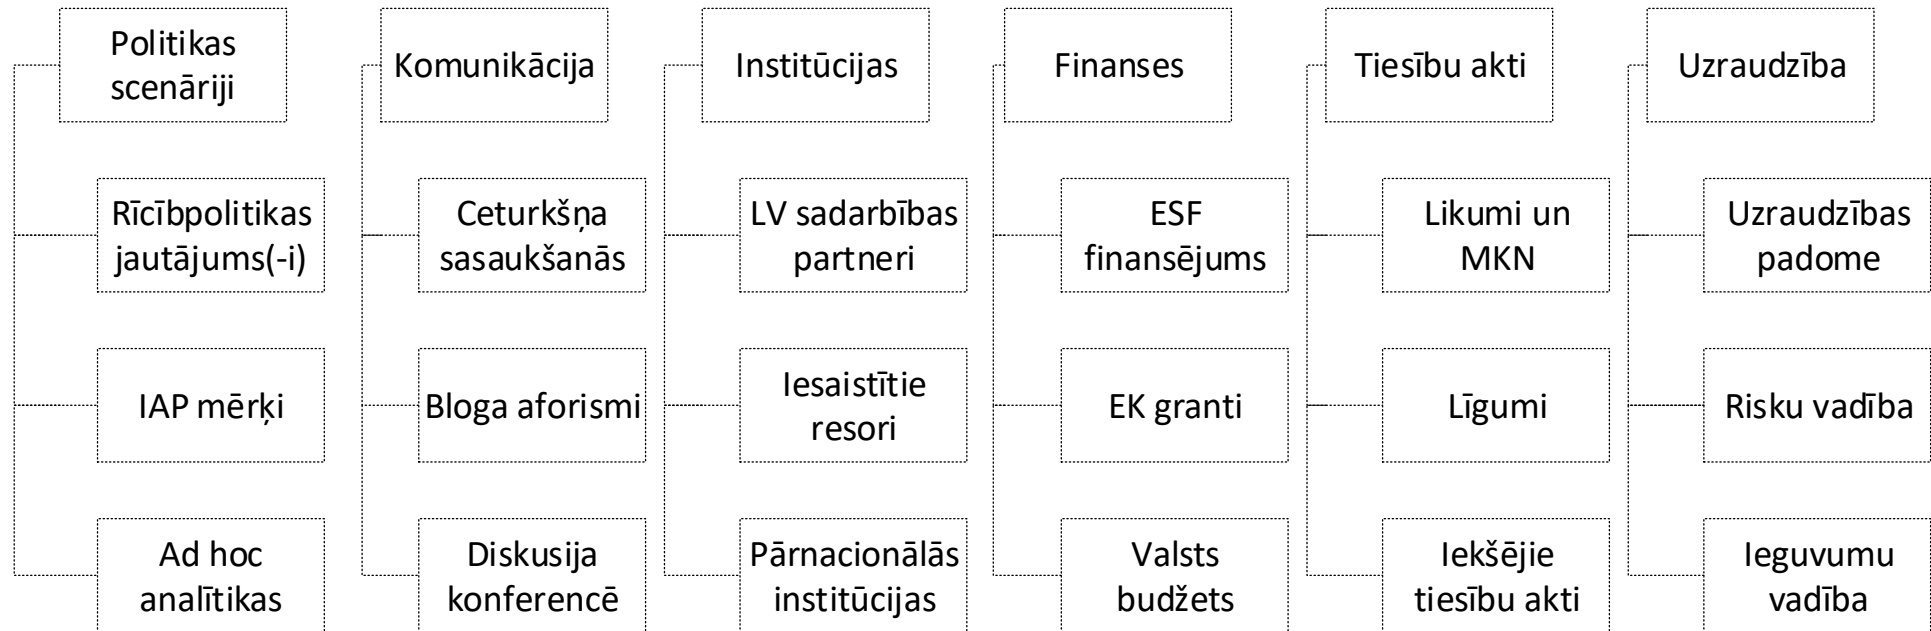 Politikas
scenāriji
Rīcībpolitikas
jautājums(-i)
IAP mērķi
Ad hoc
analītikas
Komunikācija
Ceturkšņa
sasaukšanās
Bloga aforismi
Diskusija
konferencē
Institūcijas
LV sadarbības
partneri
Iesaistītie
resori
Pārnacionālās
institūcijas
Finanses
ESF
finansējums
EK granti
Valsts
budžets
Tiesību akti
Likumi un
MKN
Līgumi
Iekšējie
tiesību akti
Uzraudzība
Uzraudzības
padome
Risku vadība
Ieguvumu
vadība